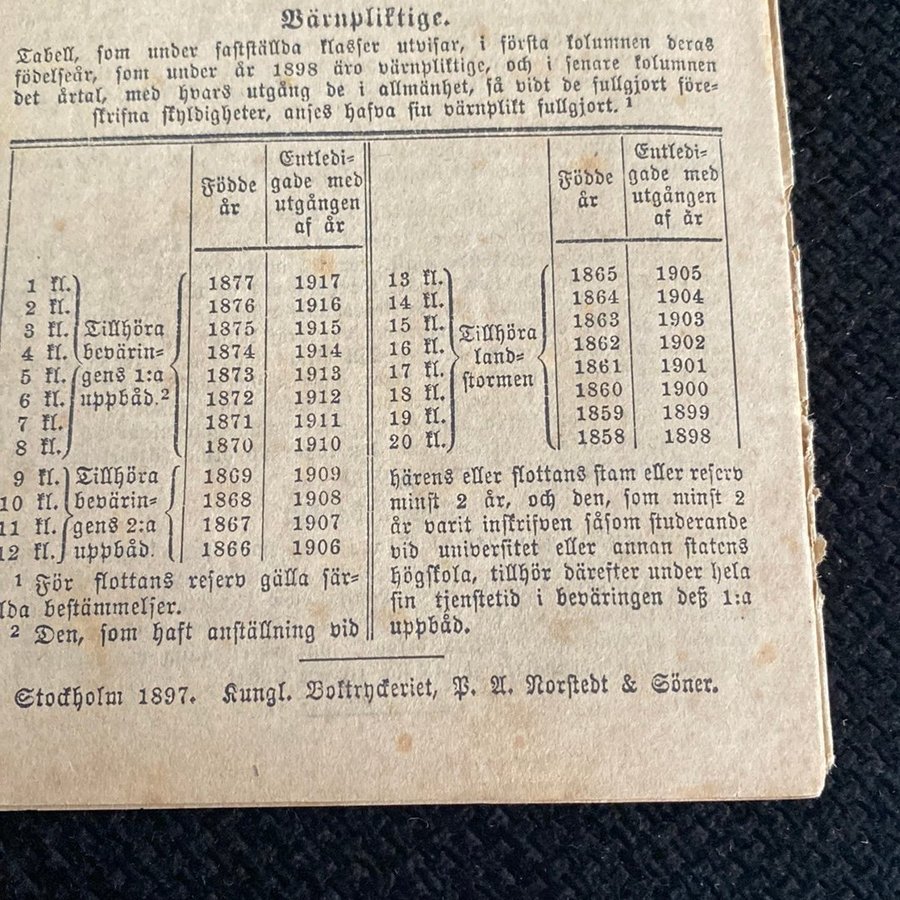 Värnpliktige.
Tabell, som under fastställda klasser utvisar, i första kolumnen deras
födelseår, som under år 1898 äro värnpliktige, och i senare kolumnen
det årtal, med hvars utgång de i allmänhet, så vidt de fullgjort före-
skrifna skyldigheter, anses hafva sin värnplikt fullgjort. ¹
Födde år
Entledi-
gade med
utgången
af år
Födde år
Entledi-
gade med
utgången
af år
1 kl. 1877 1917
2 kl. 1876 1916
3 kl. Tillhöra 1875 1915
4 kl. bevärin- 1874 1914
5 kl. gens 1:a 1873 1913
6 kl. uppbåd.² 1872 1912
7 kl. 1871 1911
8 kl. 1870 1910
9 kl. Tillhöra 1869 1909
10 kl. bevärin- 1868 1908
11 kl. gens 2:a 1867 1907
12 kl. uppbåd. 1866 1906
¹ För flottans reserv gälla sär-
lda bestämmelser.
² Den, som haft anställning vid
13 kl. 1865 1905
14 kl. 1864 1904
15 kl. Tillhöra 1863 1903
16 kl. land- 1862 1902
17 kl. stormen 1861 1901
18 kl. 1860 1900
19 kl. 1859 1899
20 kl. 1858 1898
härens eller flottans stam eller reserv
minst 2 år, och den, som minst 2
år varit inskrifven såsom studerande
vid universitet eller annan statens
högskola, tillhör därefter under hela
sin tjenstetid i beväringen deß 1:a
uppbåd.
Stockholm 1897. Kungl. Boktryckeriet, P. A. Norstedt & Söner.